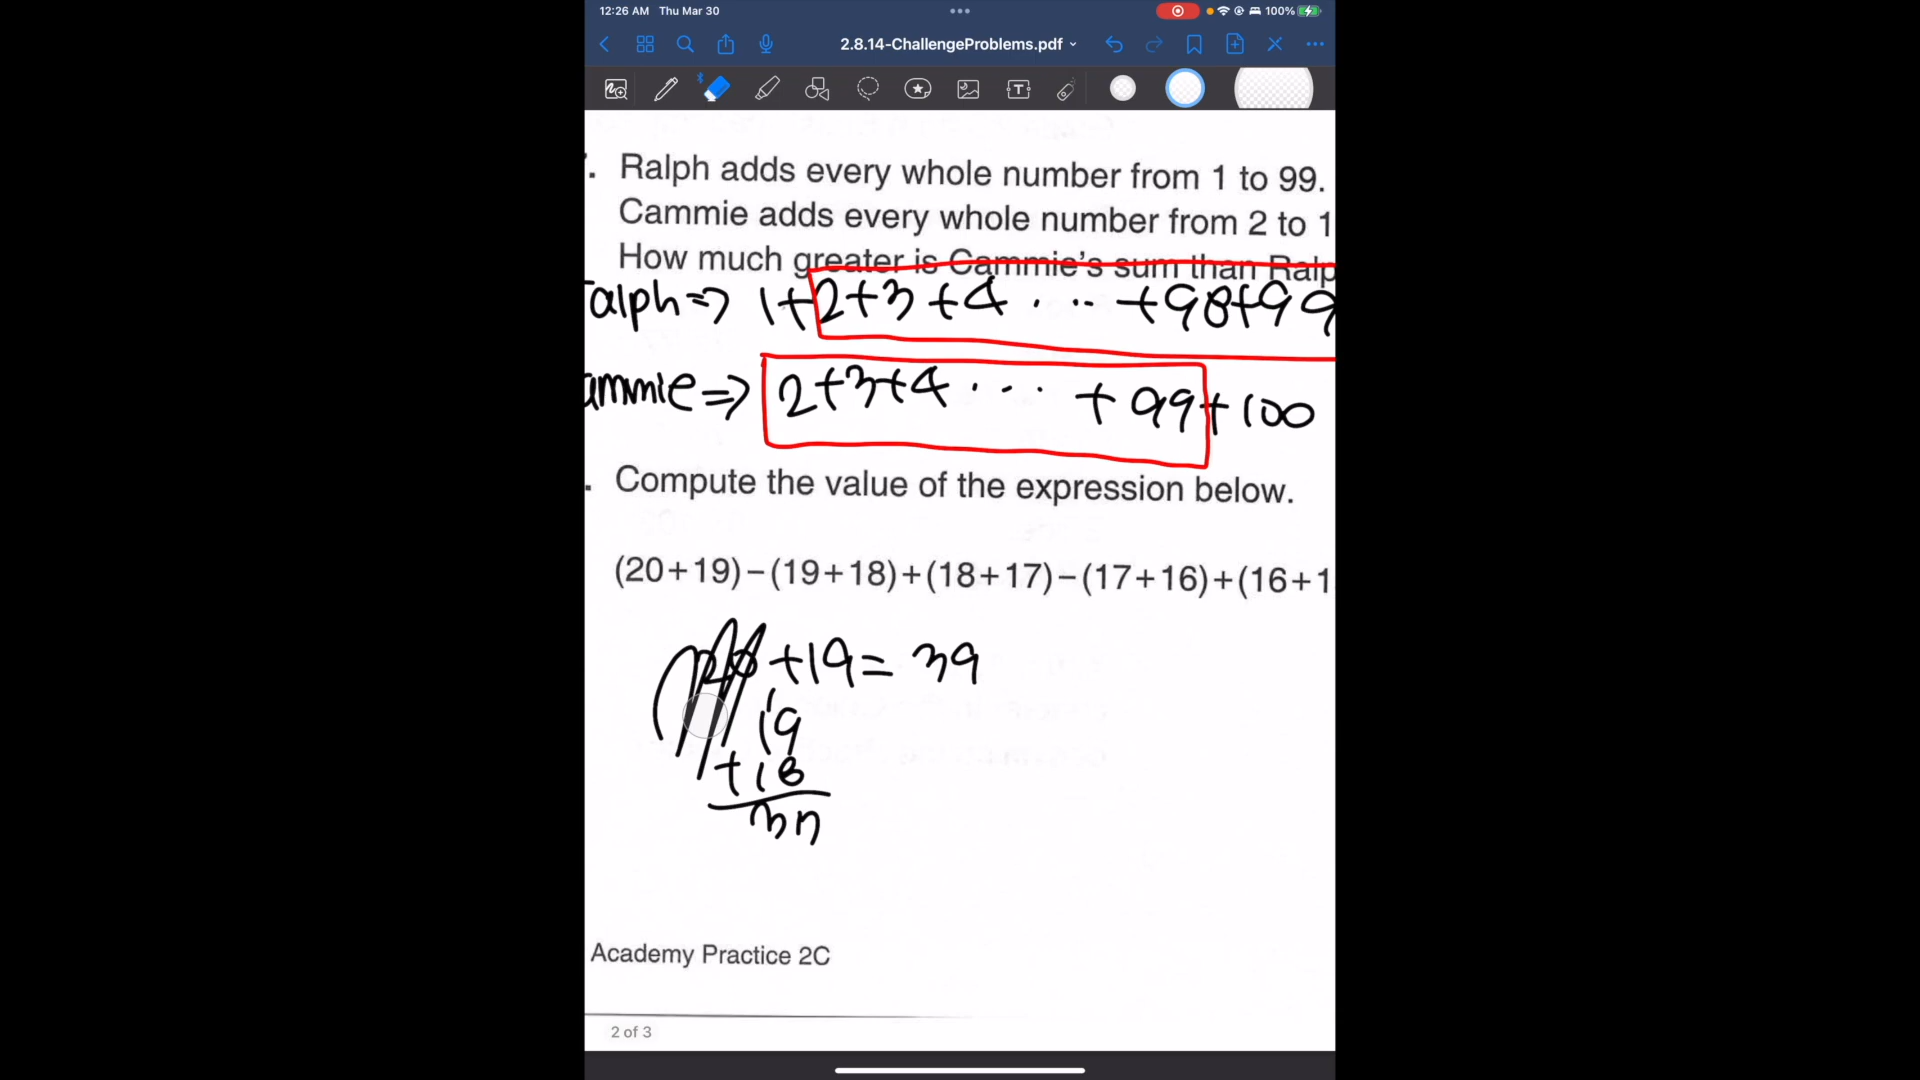 12:26 AM Thu Mar 30
100%
2.8.14-ChallengeProblems.pdf
T
. Ralph adds every whole number from 1 to 99.
Cammie adds every whole number from 2 to 1
How much greater is Cammie's sum than Ralp
alph => 1+2+3+4 ... +98+99
ammie => 2+3+4 ... +99+100
. Compute the value of the expression below.
(20+19)−(19+18)+(18+17)−(17+16)+(16+1
20+19=39
1
19
+18
37
Academy Practice 2C
2 of 3